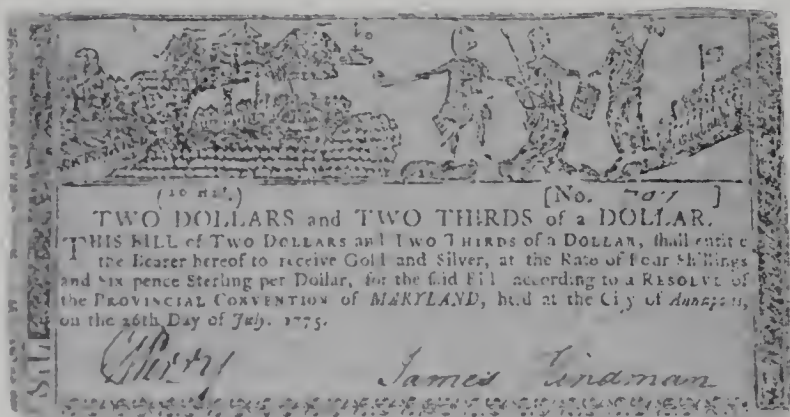 [No. ]
TWO DOLLARS and TWO THIRDS of a DOLLAR.
THIS BILL of TWO DOLLARS and TWO THIRDS of a DOLLAR, shall entitle
the Bearer hereof to receive Gold and Silver, at the Rate of Four Shillings
and Six pence Sterling per Dollar, for the said Bill according to a RESOLVE of
the PROVINCIAL CONVENTION of MARYLAND, held at the City of Annapolis,
on the 26th Day of July. 1775.
James